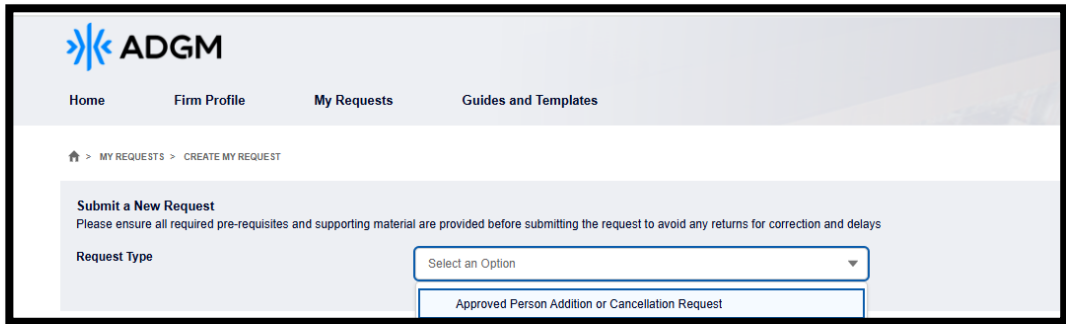 ADGM
Home Firm Profile My Requests Guides and Templates
> MY REQUESTS > CREATE MY REQUEST
Submit a New Request
Please ensure all required pre-requisites and supporting material are provided before submitting the request to avoid any returns for correction and delays
Request Type Select an Option
Approved Person Addition or Cancellation Request